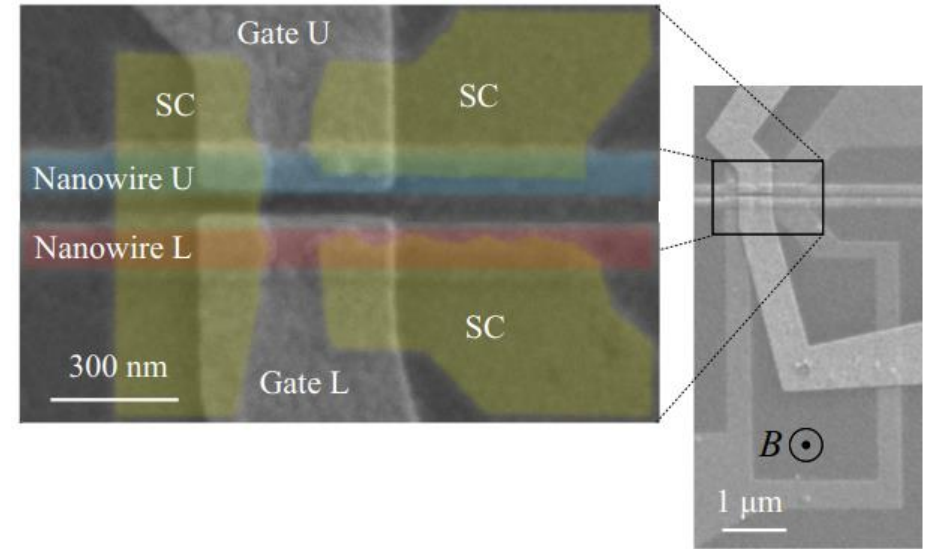 Gate U
SC
SC
Nanowire U
Nanowire L
SC
300 nm
Gate L
B
1 μm